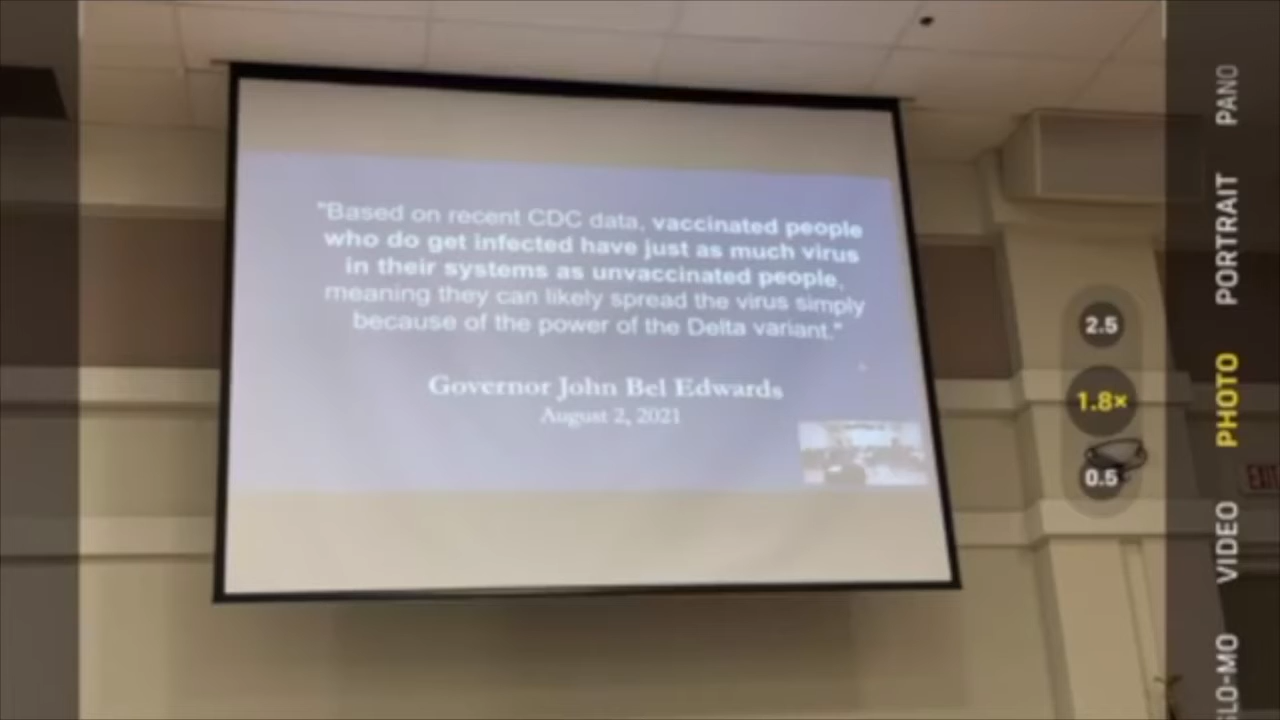 "Based on recent CDC data, vaccinated people
who do get infected have just as much virus
in their systems as unvaccinated people,
meaning they can likely spread the virus simply
because of the power of the Delta variant."
Governor John Bel Edwards
August 2, 2021
2.5
1.8×
0.5
PANO
PORTRAIT
PHOTO
VIDEO
SLO-MO
EXIT